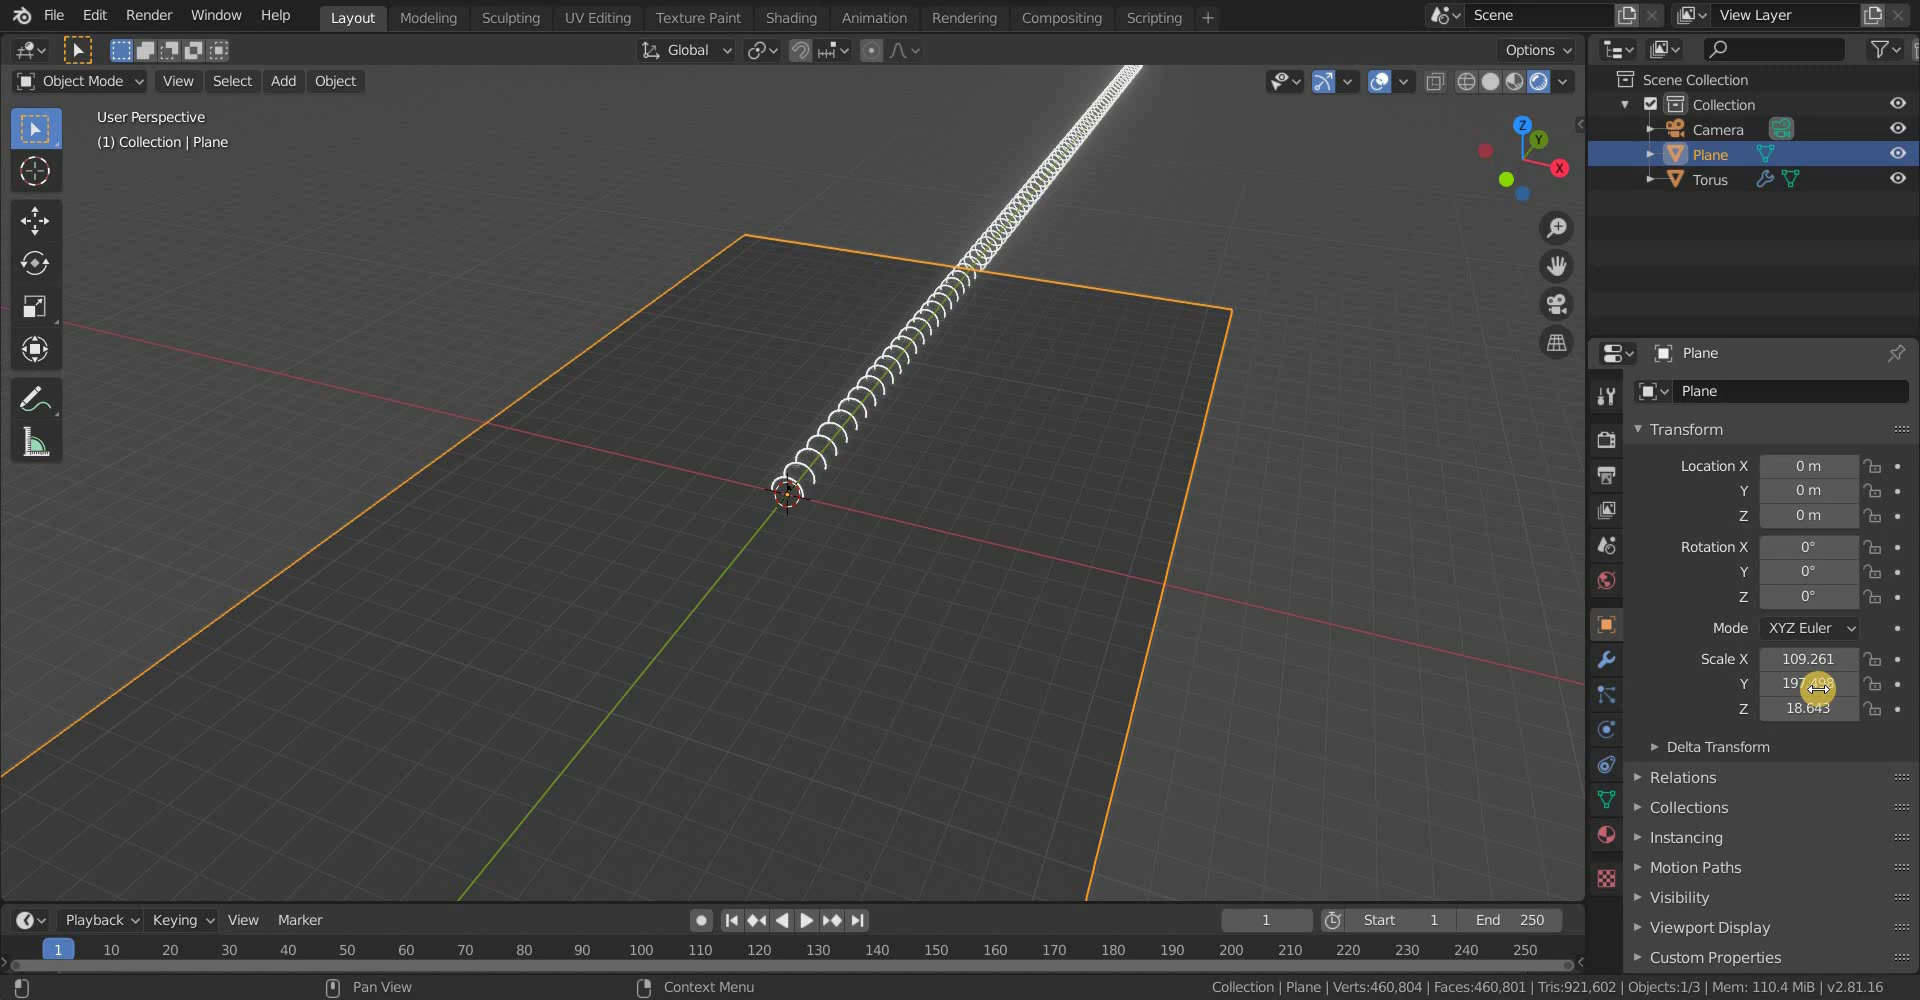 File Edit Render Window Help Layout Modeling Sculpting UV Editing Texture Paint Shading Animation Rendering Compositing Scripting + Scene View Layer
Global Options
Object Mode View Select Add Object
User Perspective
(1) Collection | Plane
Z
Y
X
Scene Collection
Collection
Camera
Plane
Torus
Plane
Plane
Transform
Location X 0 m
Y 0 m
Z 0 m
Rotation X 0°
Y 0°
Z 0°
Mode XYZ Euler
Scale X 109.261
Y 197.498
Z 18.643
Delta Transform
Relations
Collections
Instancing
Motion Paths
Visibility
Viewport Display
Custom Properties
Playback Keying View Marker 1 Start 1 End 250
1 10 20 30 40 50 60 70 80 90 100 110 120 130 140 150 160 170 180 190 200 210 220 230 240 250
Pan View Context Menu Collection | Plane | Verts:460,804 | Faces:460,801 | Tris:921,602 | Objects:1/3 | Mem: 110.4 MiB | v2.81.16